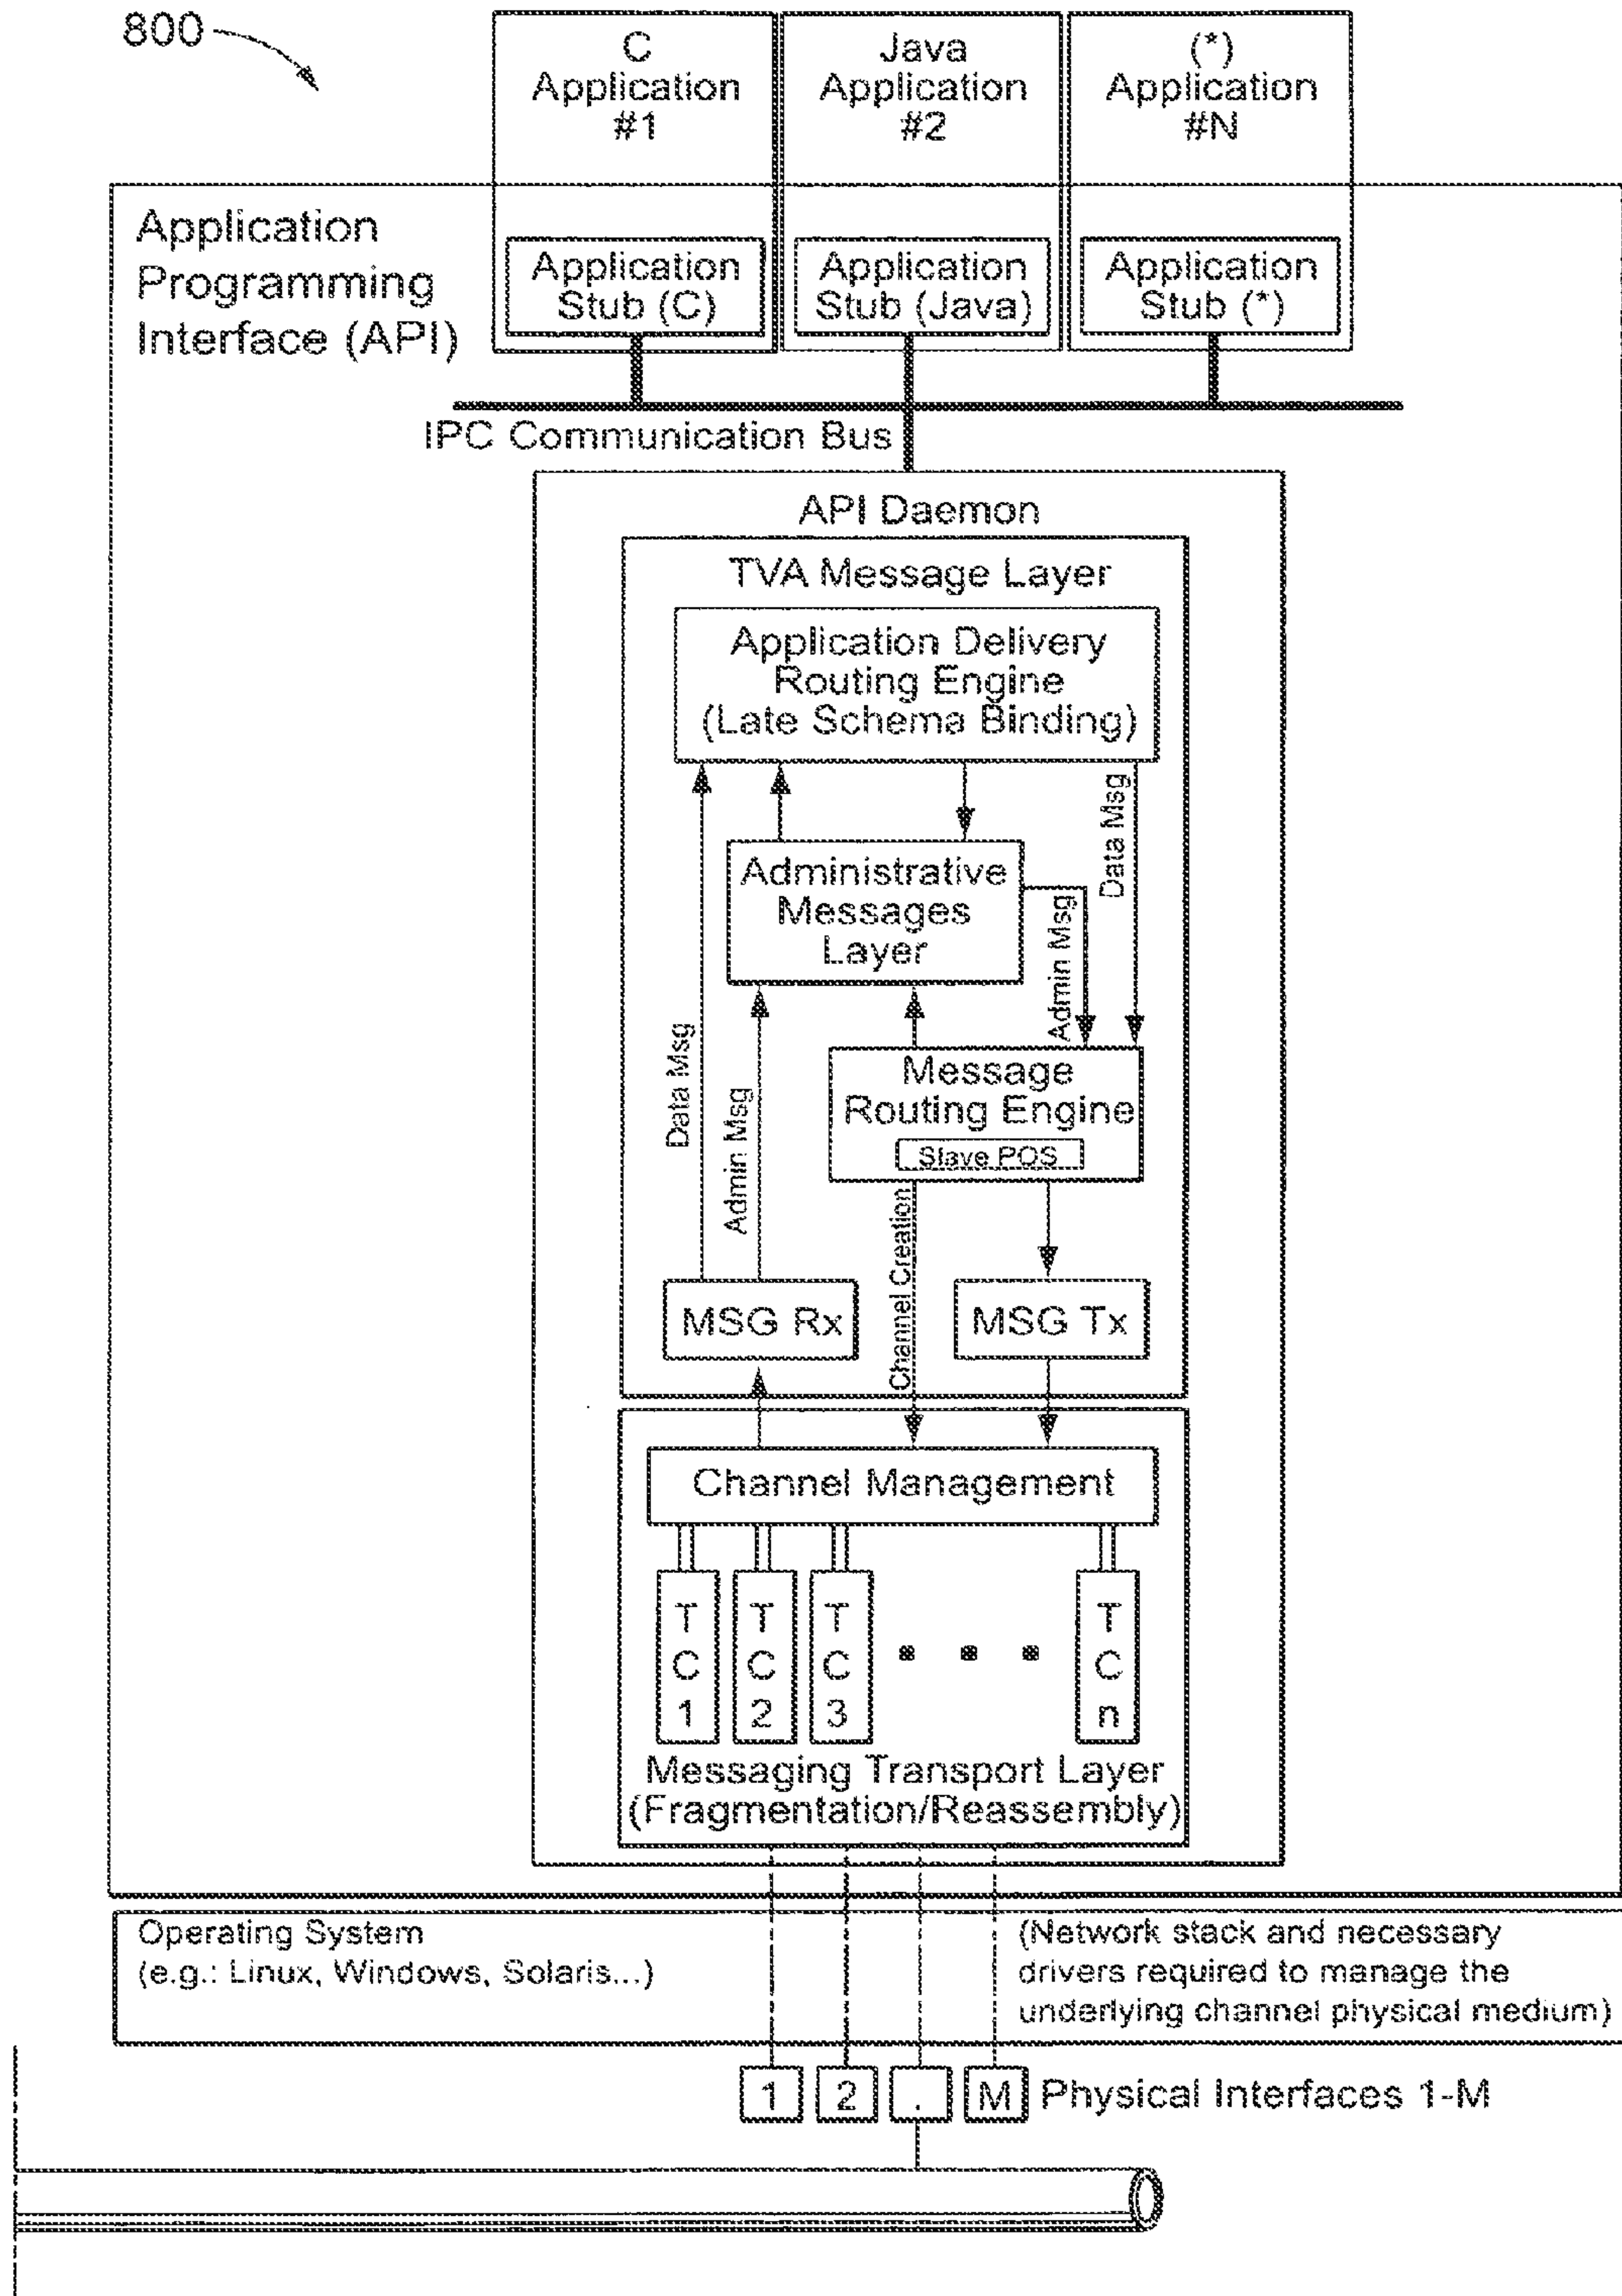 800
C
Application
#1
Java
Application
#2
(*)
Application
#N
Application
Programming
Interface (API)
Application
Stub (C)
Application
Stub (Java)
Application
Stub (*)
IPC Communication Bus
API Daemon
TVA Message Layer
Application Delivery
Routing Engine
(Late Schema Binding)
Data Msg
Administrative
Messages
Layer
Admin Msg
Data Msg
Admin Msg
Message
Routing Engine
Slave POS
Channel Creation
MSG Rx
MSG Tx
Channel Management
T
C
1
T
C
2
T
C
3
T
C
n
Messaging Transport Layer
(Fragmentation/Reassembly)
Operating System
(e.g.: Linux, Windows, Solaris...)
(Network stack and necessary
drivers required to manage the
underlying channel physical medium)
1
2
.
M
Physical Interfaces 1-M